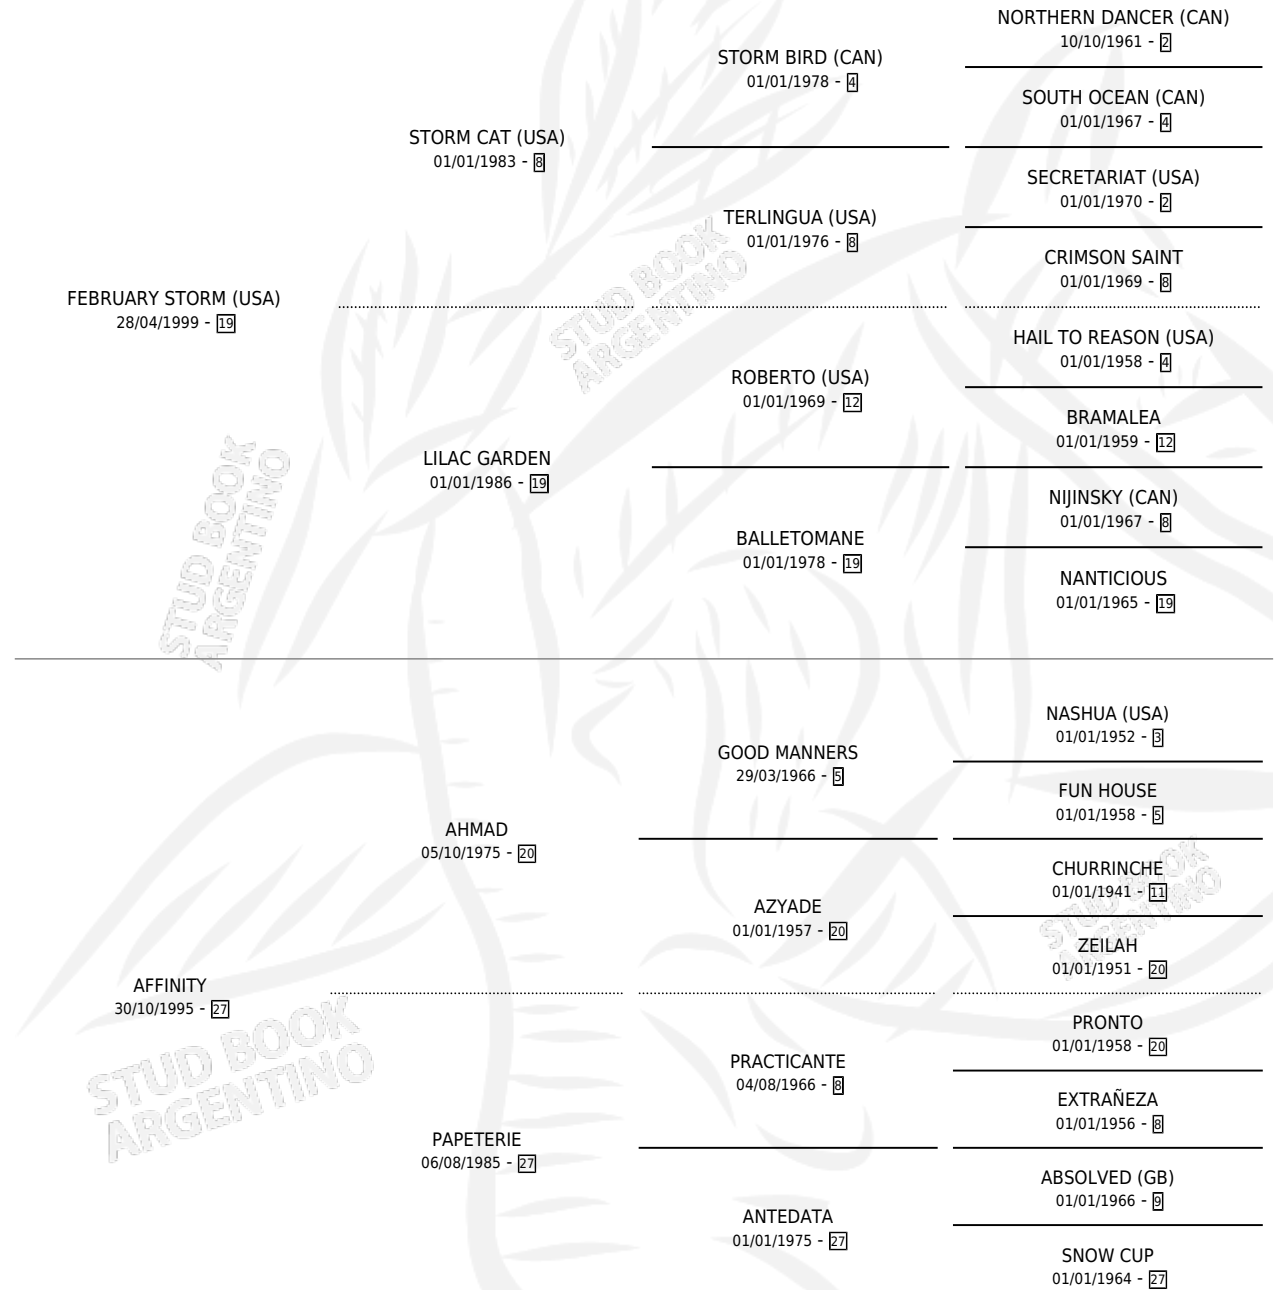 NORTHERN DANCER (CAN)
10/10/1961 - 2
STORM BIRD (CAN)
01/01/1978 - 4
SOUTH OCEAN (CAN)
01/01/1967 - 4
STORM CAT (USA)
01/01/1983 - 8
SECRETARIAT (USA)
01/01/1970 - 2
TERLINGUA (USA)
01/01/1976 - 8
CRIMSON SAINT
01/01/1969 - 8
FEBRUARY STORM (USA)
28/04/1999 - 19
HAIL TO REASON (USA)
01/01/1958 - 4
ROBERTO (USA)
01/01/1969 - 12
BRAMALEA
01/01/1959 - 12
LILAC GARDEN
01/01/1986 - 19
NIJINSKY (CAN)
01/01/1967 - 8
BALLETOMANE
01/01/1978 - 19
NANTICIOUS
01/01/1965 - 19
NASHUA (USA)
01/01/1952 - 3
GOOD MANNERS
29/03/1966 - 5
FUN HOUSE
01/01/1958 - 5
AHMAD
05/10/1975 - 20
CHURRINCHE
01/01/1941 - 11
AZYADE
01/01/1957 - 20
ZEILAH
01/01/1951 - 20
AFFINITY
30/10/1995 - 27
PRONTO
01/01/1958 - 20
PRACTICANTE
04/08/1966 - 8
EXTRAÑEZA
01/01/1956 - 8
PAPETERIE
06/08/1985 - 27
ABSOLVED (GB)
01/01/1966 - 9
ANTEDATA
01/01/1975 - 27
SNOW CUP
01/01/1964 - 27
STUD BOOK
ARGENTINO
STUD BOOK
ARGENTINO
STUD BOOK
ARGENTINO
STUD BOOK
ARGENTINO